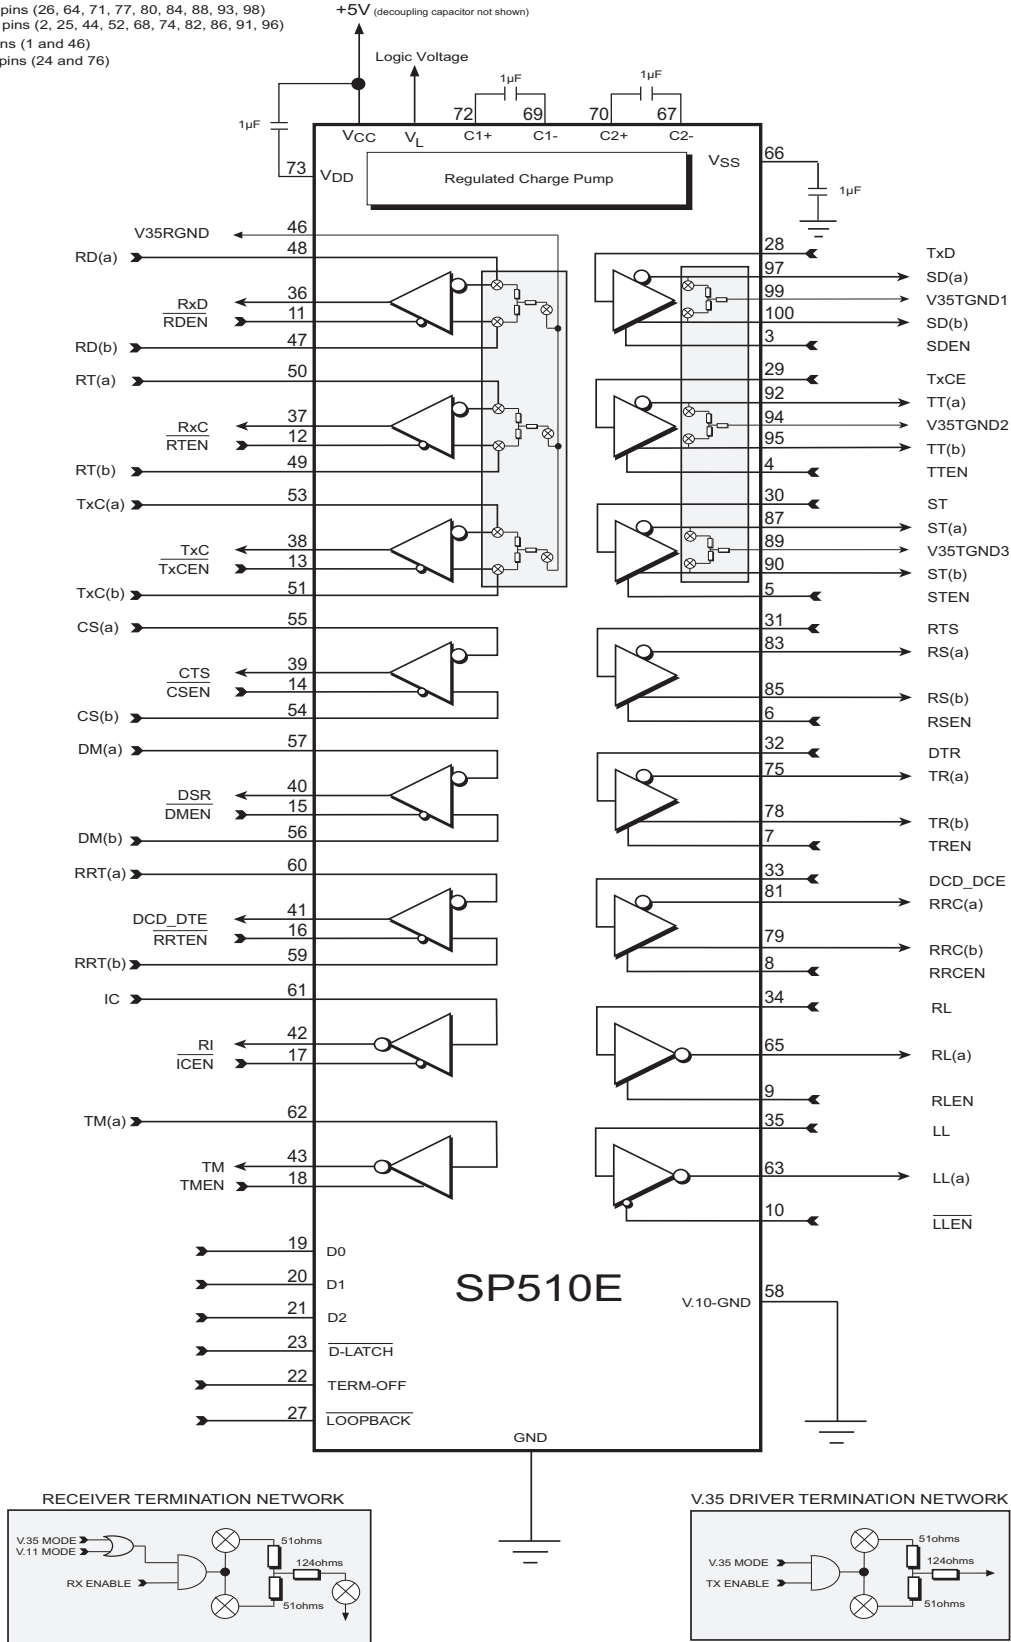 pins (26, 64, 71, 77, 80, 84, 88, 93, 98)
pins (2, 25, 44, 52, 68, 74, 82, 86, 91, 96)
ns (1 and 46)
pins (24 and 76)
+5V (decoupling capacitor not shown)
Logic Voltage
1µF
1µF
1µF
72
69
70
67
VCC
VL
C1+
C1-
C2+
C2-
73
VDD
Regulated Charge Pump
VSS
66
1µF
V35RGND
46
RD(a)
48
RxD
36
RDEN
11
RD(b)
47
RT(a)
50
RxC
37
RTEN
12
RT(b)
49
TxC(a)
53
TxC
38
TxCEN
13
TxC(b)
51
CS(a)
55
CTS
39
CSEN
14
CS(b)
54
DM(a)
57
DSR
40
DMEN
15
DM(b)
56
RRT(a)
60
DCD_DTE
41
RRTEN
16
RRT(b)
59
IC
61
RI
42
ICEN
17
TM(a)
62
TM
43
TMEN
18
28
TxD
97
SD(a)
99
V35TGND1
100
SD(b)
3
SDEN
29
TxCE
92
TT(a)
94
V35TGND2
95
TT(b)
4
TTEN
30
ST
87
ST(a)
89
V35TGND3
90
ST(b)
5
STEN
31
RTS
83
RS(a)
85
RS(b)
6
RSEN
32
DTR
75
TR(a)
78
TR(b)
7
TREN
33
DCD_DCE
81
RRC(a)
79
RRC(b)
8
RRCEN
34
RL
65
RL(a)
9
RLEN
35
LL
63
LL(a)
10
LLEN
19
D0
20
D1
21
D2
23
D-LATCH
22
TERM-OFF
27
LOOPBACK
SP510E
V.10-GND
58
GND
RECEIVER TERMINATION NETWORK
V.35 MODE
V.11 MODE
RX ENABLE
51ohms
124ohms
51ohms
V.35 DRIVER TERMINATION NETWORK
V.35 MODE
TX ENABLE
51ohms
124ohms
51ohms